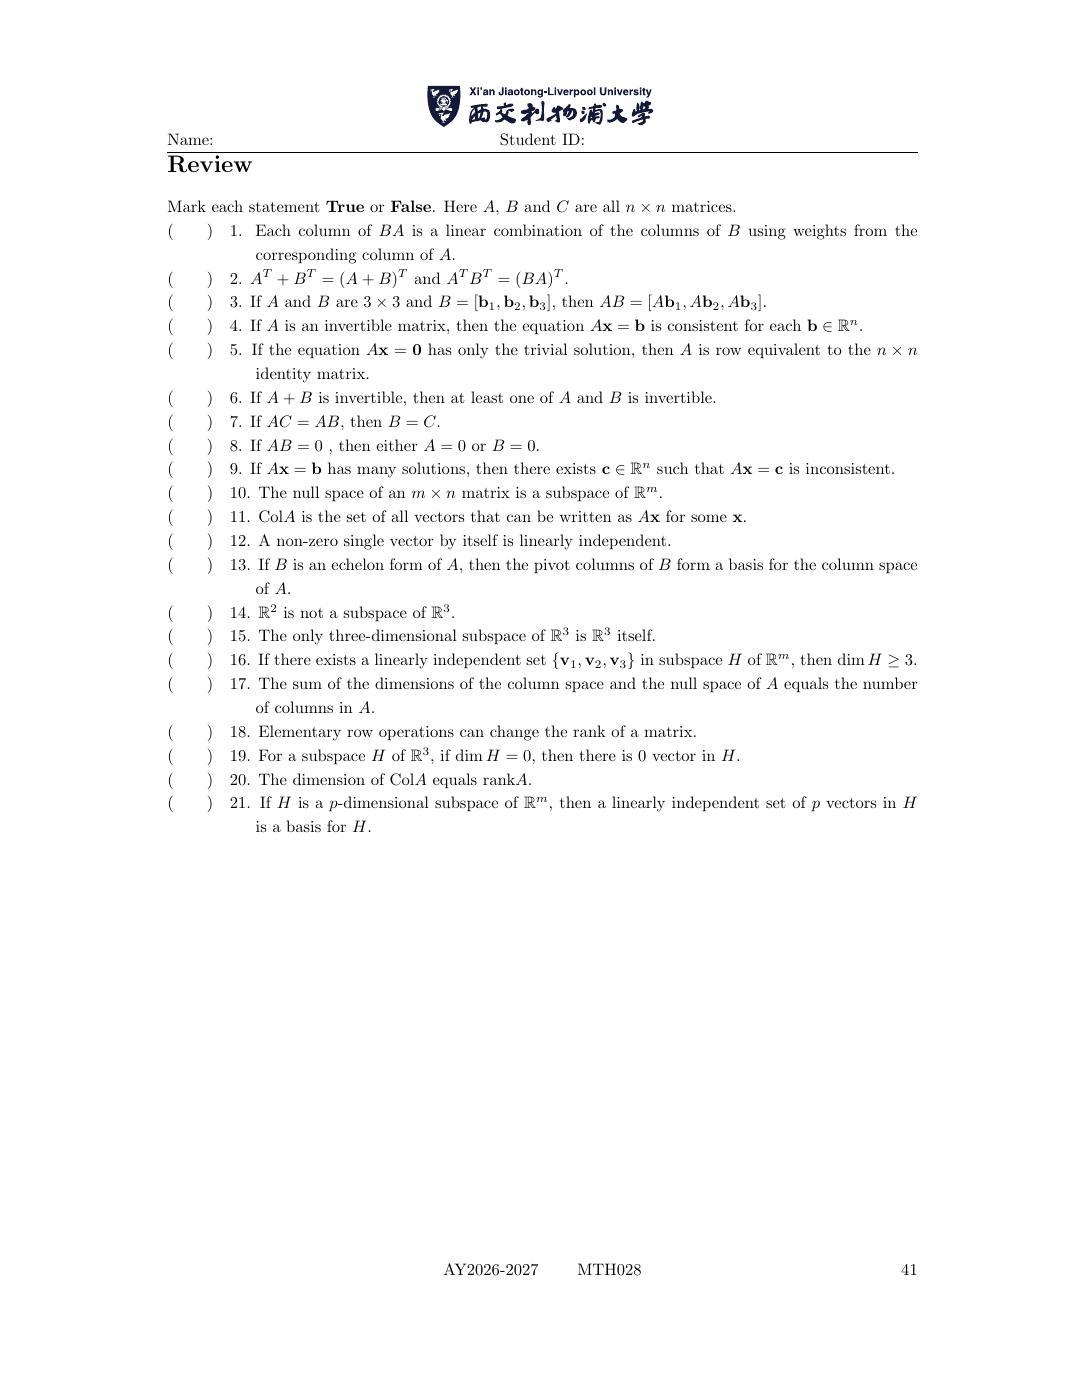 Xi'an Jiaotong-Liverpool University
西交利物浦大学
Name: Student ID:
Review
Mark each statement True or False. Here A, B and C are all n × n matrices.
( ) 1. Each column of BA is a linear combination of the columns of B using weights from the
corresponding column of A.
( ) 2. A^T + B^T = (A + B)^T and A^T B^T = (BA)^T.
( ) 3. If A and B are 3 × 3 and B = [b₁, b₂, b₃], then AB = [Ab₁, Ab₂, Ab₃].
( ) 4. If A is an invertible matrix, then the equation Ax = b is consistent for each b ∈ ℝⁿ.
( ) 5. If the equation Ax = 0 has only the trivial solution, then A is row equivalent to the n × n
identity matrix.
( ) 6. If A + B is invertible, then at least one of A and B is invertible.
( ) 7. If AC = AB, then B = C.
( ) 8. If AB = 0 , then either A = 0 or B = 0.
( ) 9. If Ax = b has many solutions, then there exists c ∈ ℝⁿ such that Ax = c is inconsistent.
( ) 10. The null space of an m × n matrix is a subspace of ℝᵐ.
( ) 11. ColA is the set of all vectors that can be written as Ax for some x.
( ) 12. A non-zero single vector by itself is linearly independent.
( ) 13. If B is an echelon form of A, then the pivot columns of B form a basis for the column space
of A.
( ) 14. ℝ² is not a subspace of ℝ³.
( ) 15. The only three-dimensional subspace of ℝ³ is ℝ³ itself.
( ) 16. If there exists a linearly independent set {v₁, v₂, v₃} in subspace H of ℝᵐ, then dim H ≥ 3.
( ) 17. The sum of the dimensions of the column space and the null space of A equals the number
of columns in A.
( ) 18. Elementary row operations can change the rank of a matrix.
( ) 19. For a subspace H of ℝ³, if dim H = 0, then there is 0 vector in H.
( ) 20. The dimension of ColA equals rankA.
( ) 21. If H is a p-dimensional subspace of ℝᵐ, then a linearly independent set of p vectors in H
is a basis for H.
AY2026-2027 MTH028 41